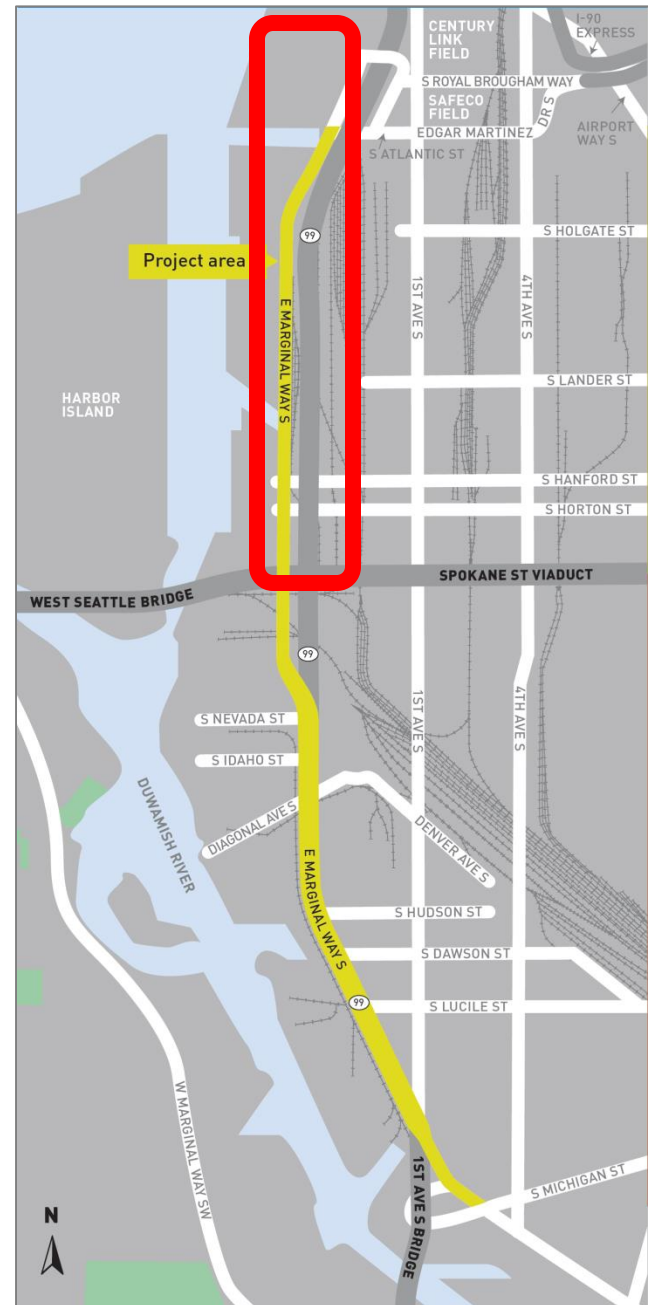 CENTURY
LINK
FIELD
I-90
EXPRESS
S ROYAL BROUGHAM WAY
SAFECO
FIELD
EDGAR MARTINEZ DR S
AIRPORT
WAY S
S ATLANTIC ST
99
S HOLGATE ST
Project area
E MARGINAL WAY S
1ST AVE S
4TH AVE S
S LANDER ST
HARBOR
ISLAND
S HANFORD ST
S HORTON ST
SPOKANE ST VIADUCT
WEST SEATTLE BRIDGE
99
1ST AVE S
4TH AVE S
S NEVADA ST
S IDAHO ST
DUWAMISH RIVER
DIAGONAL AVE S
DENVER AVE S
E MARGINAL WAY S
S HUDSON ST
S DAWSON ST
99
S LUCILE ST
W MARGINAL WAY SW
1ST AVE S BRIDGE
S MICHIGAN ST
N